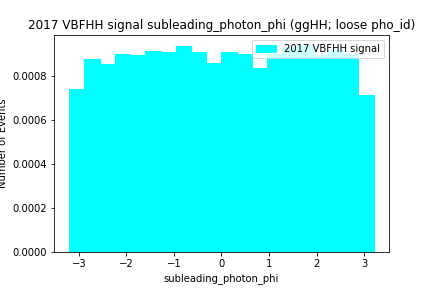 2017 VBFHH signal subleading_photon_phi (ggHH; loose pho_id)
2017 VBFHH signal
Number of Events
0.0008
0.0006
0.0004
0.0002
0.0000
−3 −2 −1 0 1 2 3
subleading_photon_phi